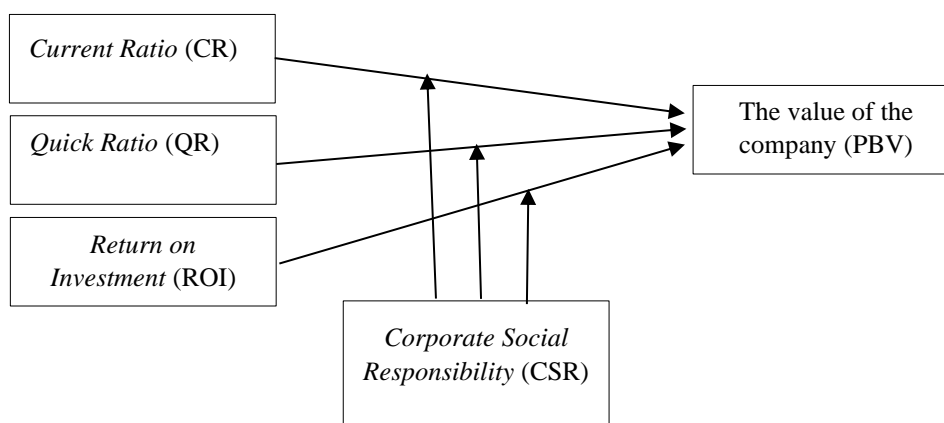 Current Ratio (CR)
Quick Ratio (QR)
Return on
Investment (ROI)
The value of the
company (PBV)
Corporate Social
Responsibility (CSR)